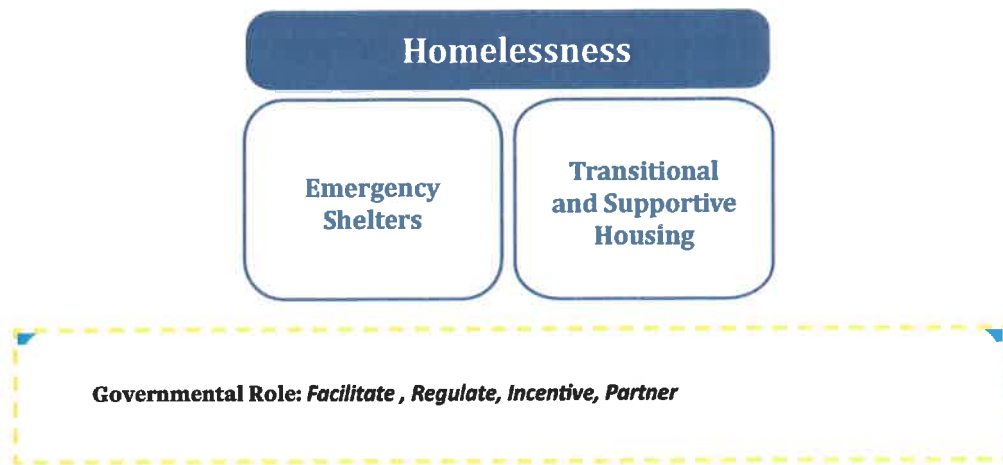 Homelessness
Emergency
Shelters
Transitional
and Supportive
Housing
Governmental Role: Facilitate , Regulate, Incentive, Partner